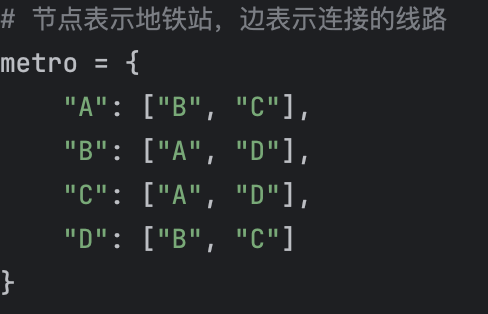 # 节点表示地铁站，边表示连接的线路
metro = {
    "A": ["B", "C"],
    "B": ["A", "D"],
    "C": ["A", "D"],
    "D": ["B", "C"]
}